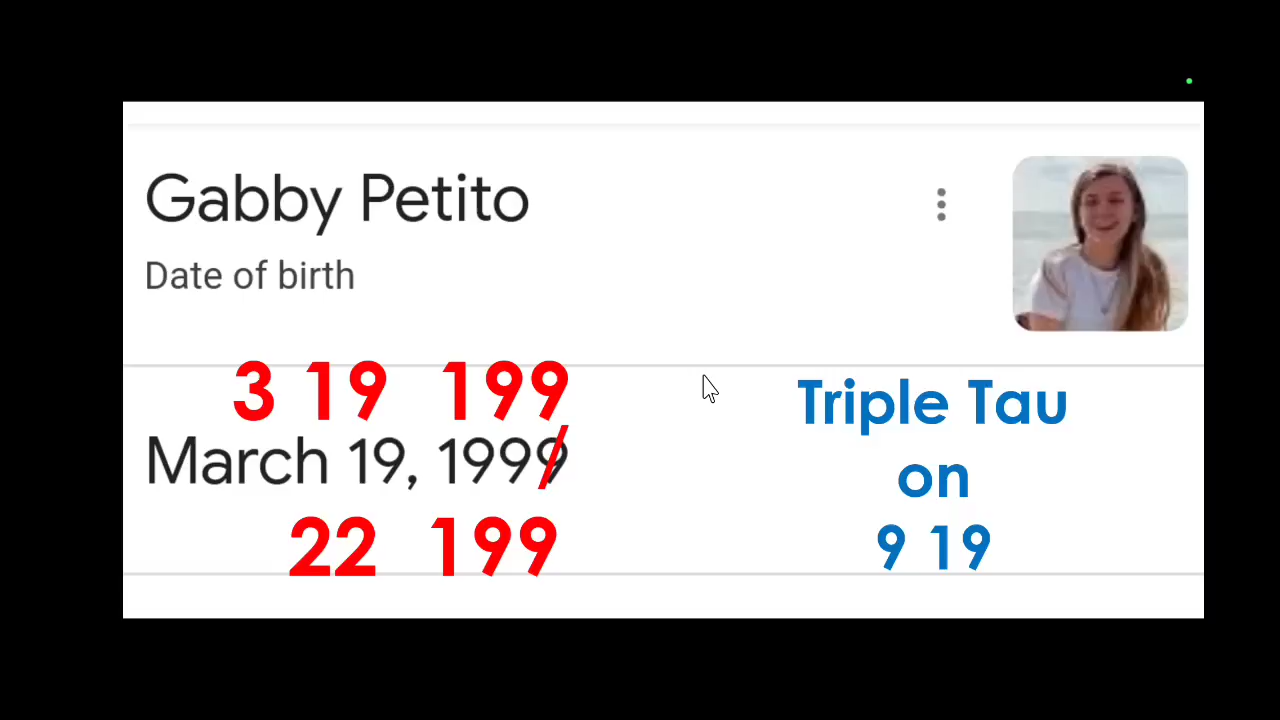 Gabby Petito
Date of birth
3 19 199
March 19, 1999
22 199
Triple Tau
on
9 19